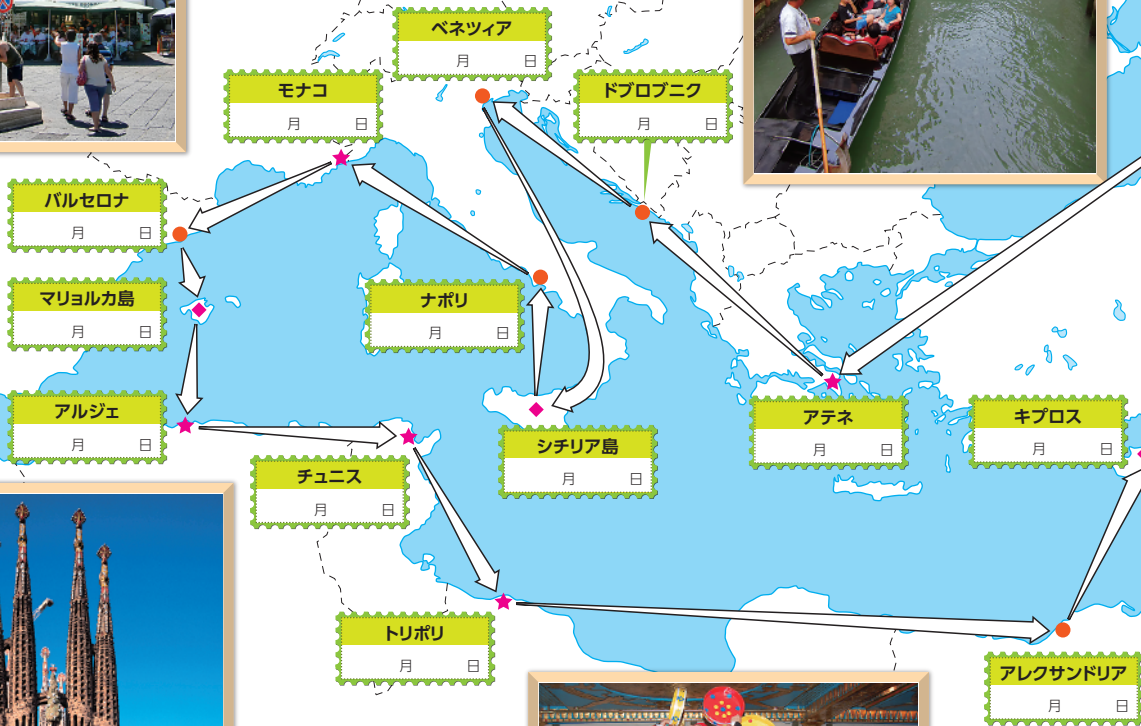 ベネツィア
月 日
モナコ
月 日
ドブロブニク
月 日
バルセロナ
月 日
マリョルカ島
月 日
ナポリ
月 日
アルジェ
月 日
シチリア島
月 日
アテネ
月 日
キプロス
月 日
チュニス
月 日
トリポリ
月 日
アレクサンドリア
月 日